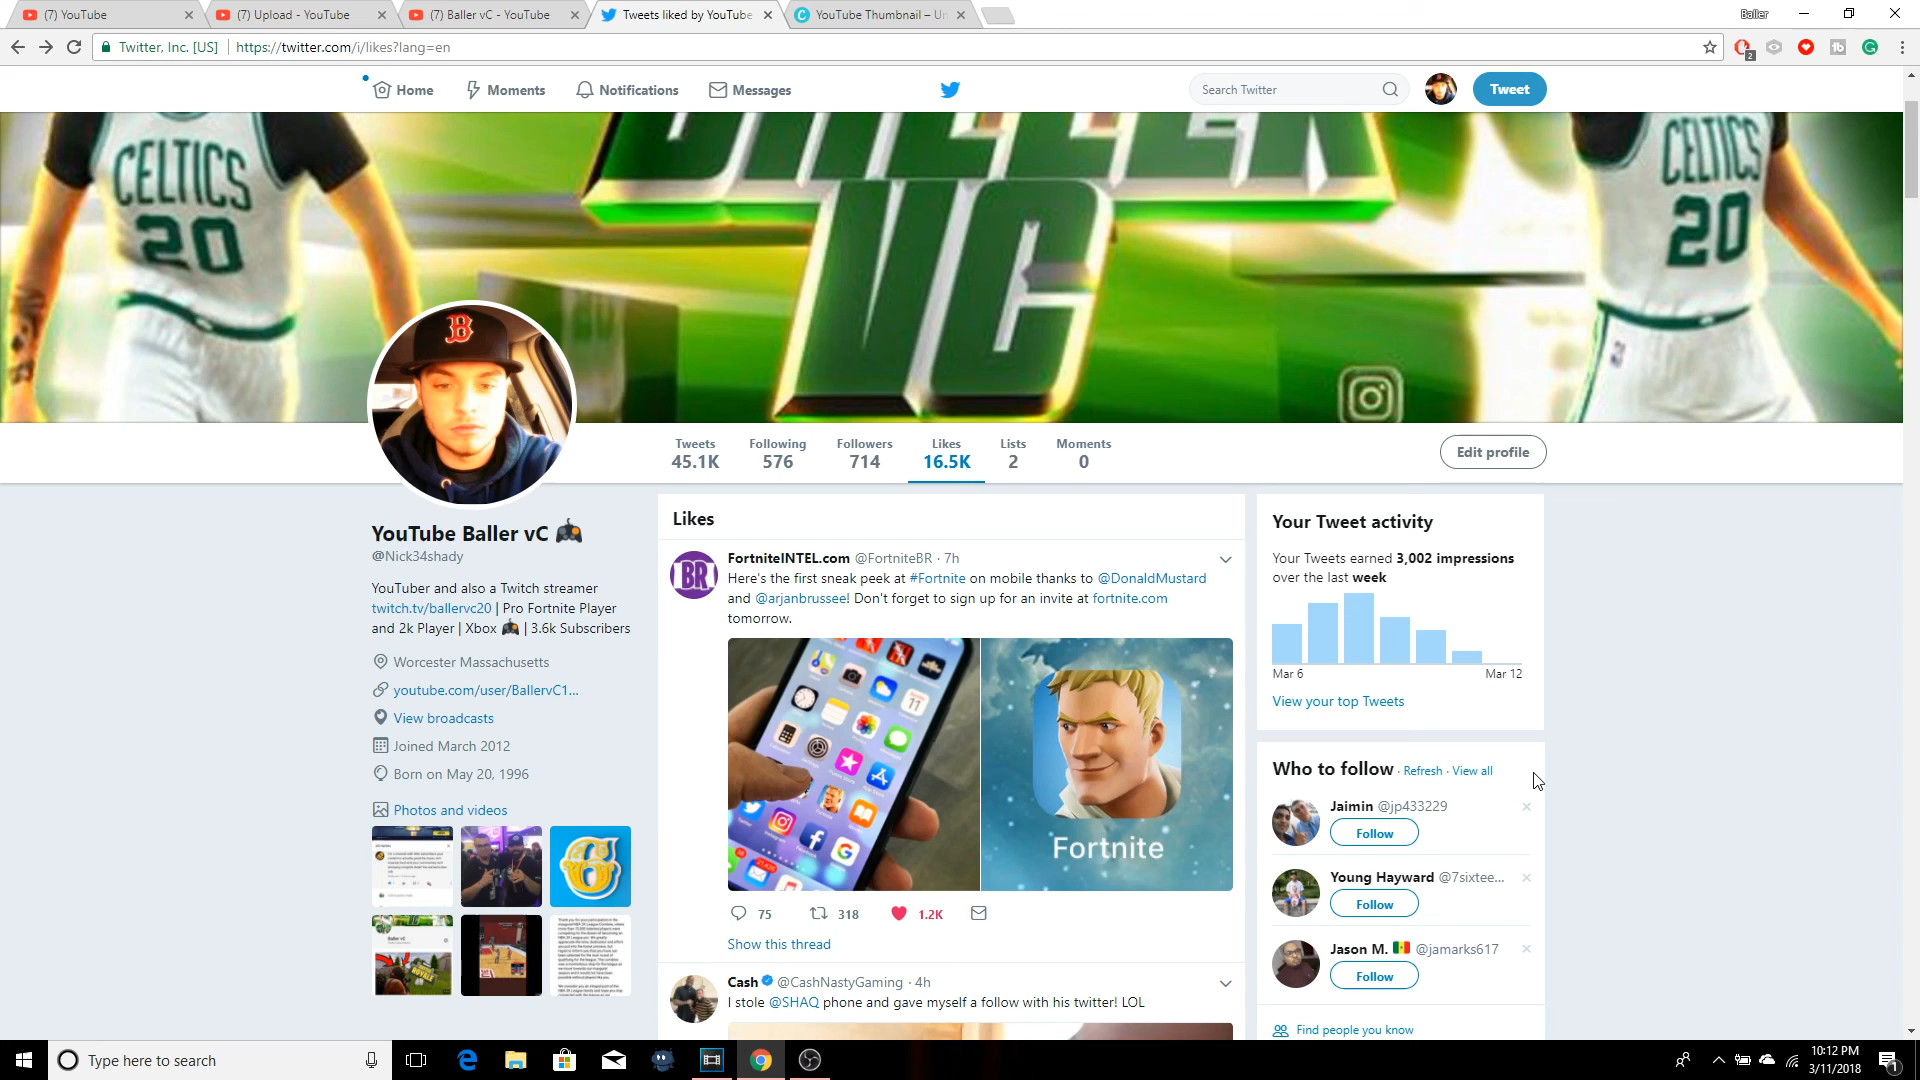 (7) YouTube
(7) Upload - YouTube
(7) Baller vC - YouTube
Tweets liked by YouTube
YouTube Thumbnail – Un
Baller
Twitter, Inc. [US]
https://twitter.com/i/likes?lang=en
2
Home
Moments
Notifications
Messages
Search Twitter
Tweet
CELTICS
20
BALLER
VC
CELTICS
20
B
Tweets
45.1K
Following
576
Followers
714
Likes
16.5K
Lists
2
Moments
0
Edit profile
YouTube Baller vC 🎮
@Nick34shady
YouTuber and also a Twitch streamer
twitch.tv/ballervc20 | Pro Fortnite Player
and 2k Player | Xbox 🎮 | 3.6k Subscribers
Worcester Massachusetts
youtube.com/user/BallervC1...
View broadcasts
Joined March 2012
Born on May 20, 1996
Photos and videos
Likes
BR
FortniteINTEL.com @FortniteBR · 7h
Here's the first sneak peek at #Fortnite on mobile thanks to @DonaldMustard
and @arjanbrussee! Don't forget to sign up for an invite at fortnite.com
tomorrow.
11
Fortnite
75
318
1.2K
Show this thread
Cash @CashNastyGaming · 4h
I stole @SHAQ phone and gave myself a follow with his twitter! LOL
Your Tweet activity
Your Tweets earned 3,002 impressions
over the last week
Mar 6
Mar 12
View your top Tweets
Who to follow · Refresh · View all
Jaimin @jp433229
Follow
Young Hayward @7sixtee...
Follow
Jason M. 🇸🇳 @jamarks617
Follow
Find people you know
Type here to search
10:12 PM
3/11/2018
1